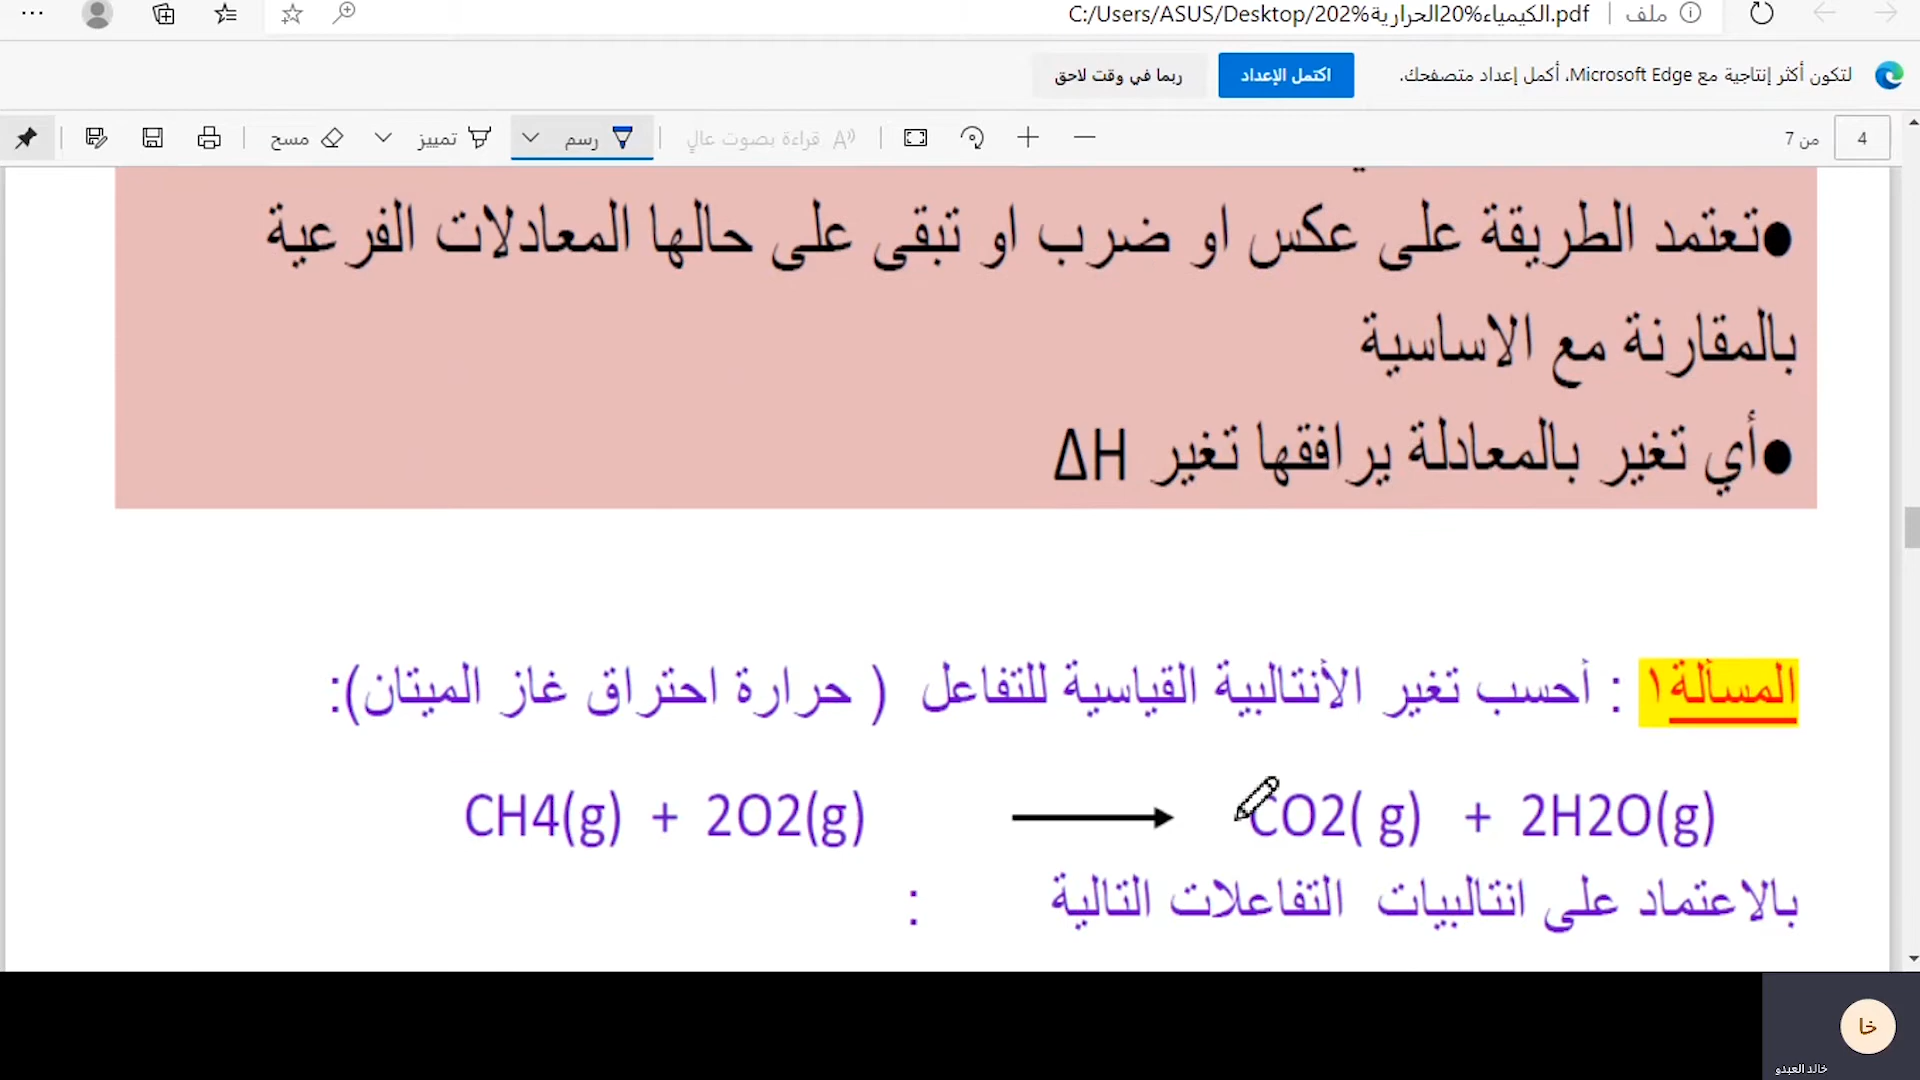 C:/Users/ASUS/Desktop/202%الكيمياء%20الحرارية.pdf
ملف
لتكون أكثر إنتاجية مع Microsoft Edge، أكمل إعداد متصفحك.
اكتمل الإعداد
ربما في وقت لاحق
4 من 7
قراءة بصوت عالٍ
رسم
تمييز
مسح
●تعتمد الطريقة على عكس او ضرب او تبقى على حالها المعادلات الفرعية
بالمقارنة مع الاساسية
●أي تغير بالمعادلة يرافقها تغير ΔH
المسألة١ : أحسب تغير الأنتالبية القياسية للتفاعل ( حرارة احتراق غاز الميتان):
CH4(g) + 2O2(g) ⟶ CO2( g) + 2H2O(g)
بالاعتماد على انتالبيات التفاعلات التالية :
خا
خالد العبدو